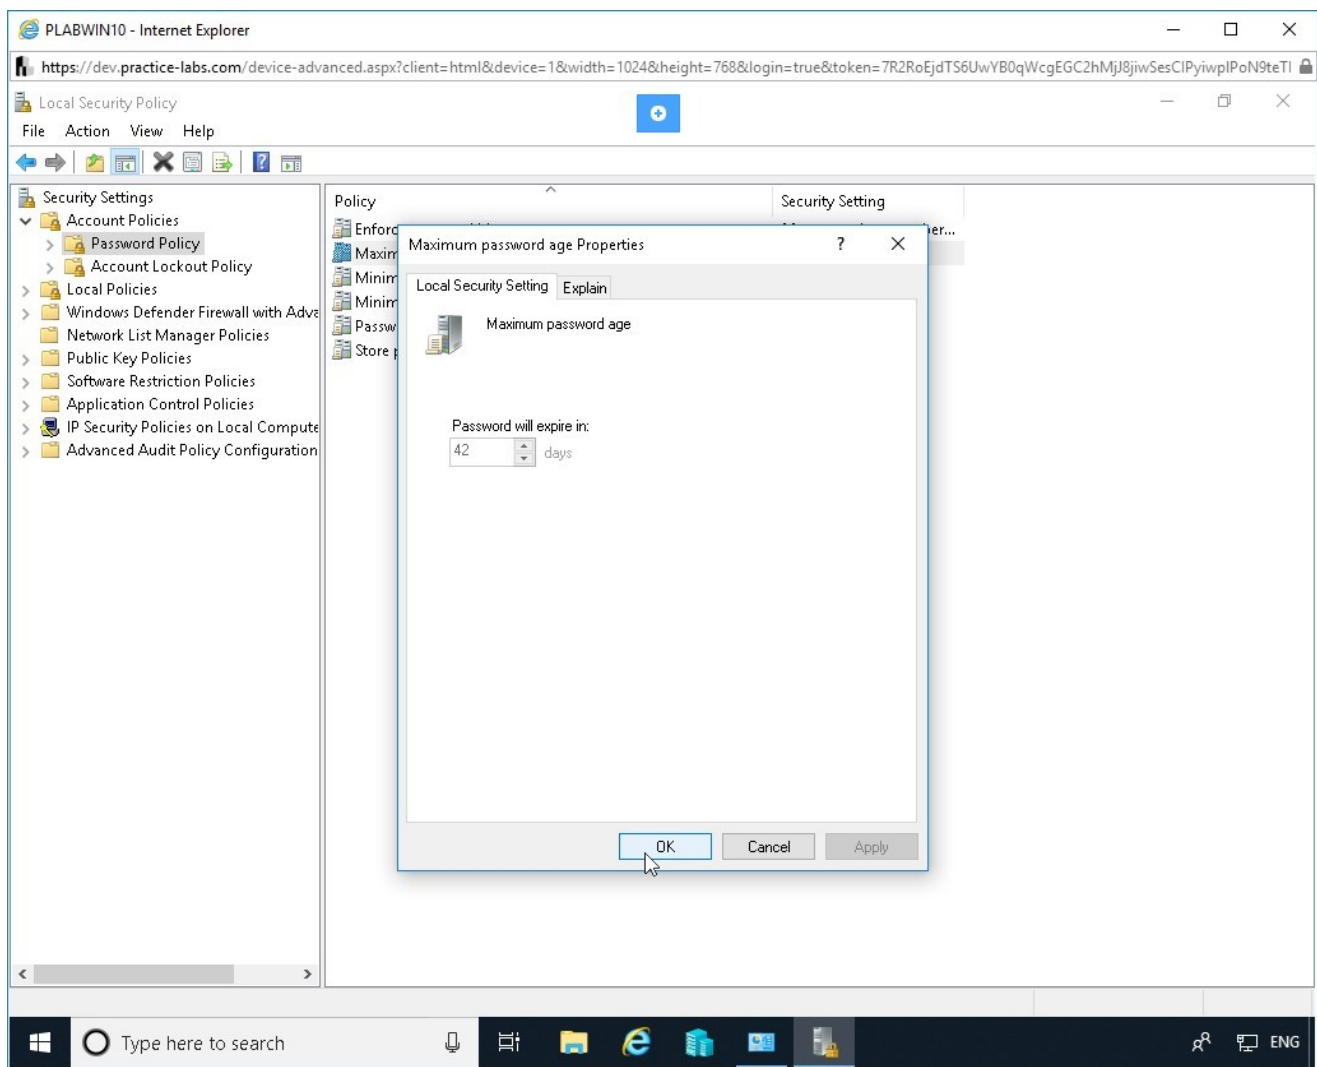 PLABWIN10 - Internet Explorer
https://dev.practice-labs.com/device-advanced.aspx?client=html&device=1&width=1024&height=768&login=true&token=7R2RoEjdTS6UwYB0qWcgEGC2hMjJ8jiwSesCIPyiwpIPoN9teTl
Local Security Policy
File Action View Help
Security Settings
Account Policies
Password Policy
Account Lockout Policy
Local Policies
Windows Defender Firewall with Adva
Network List Manager Policies
Public Key Policies
Software Restriction Policies
Application Control Policies
IP Security Policies on Local Compute
Advanced Audit Policy Configuration
Policy Security Setting
Enforc
Maxim
Minim
Minim
Passw
Store p
er...
Maximum password age Properties ?
Local Security Setting Explain
Maximum password age
Password will expire in:
42 days
OK Cancel Apply
Type here to search
ENG